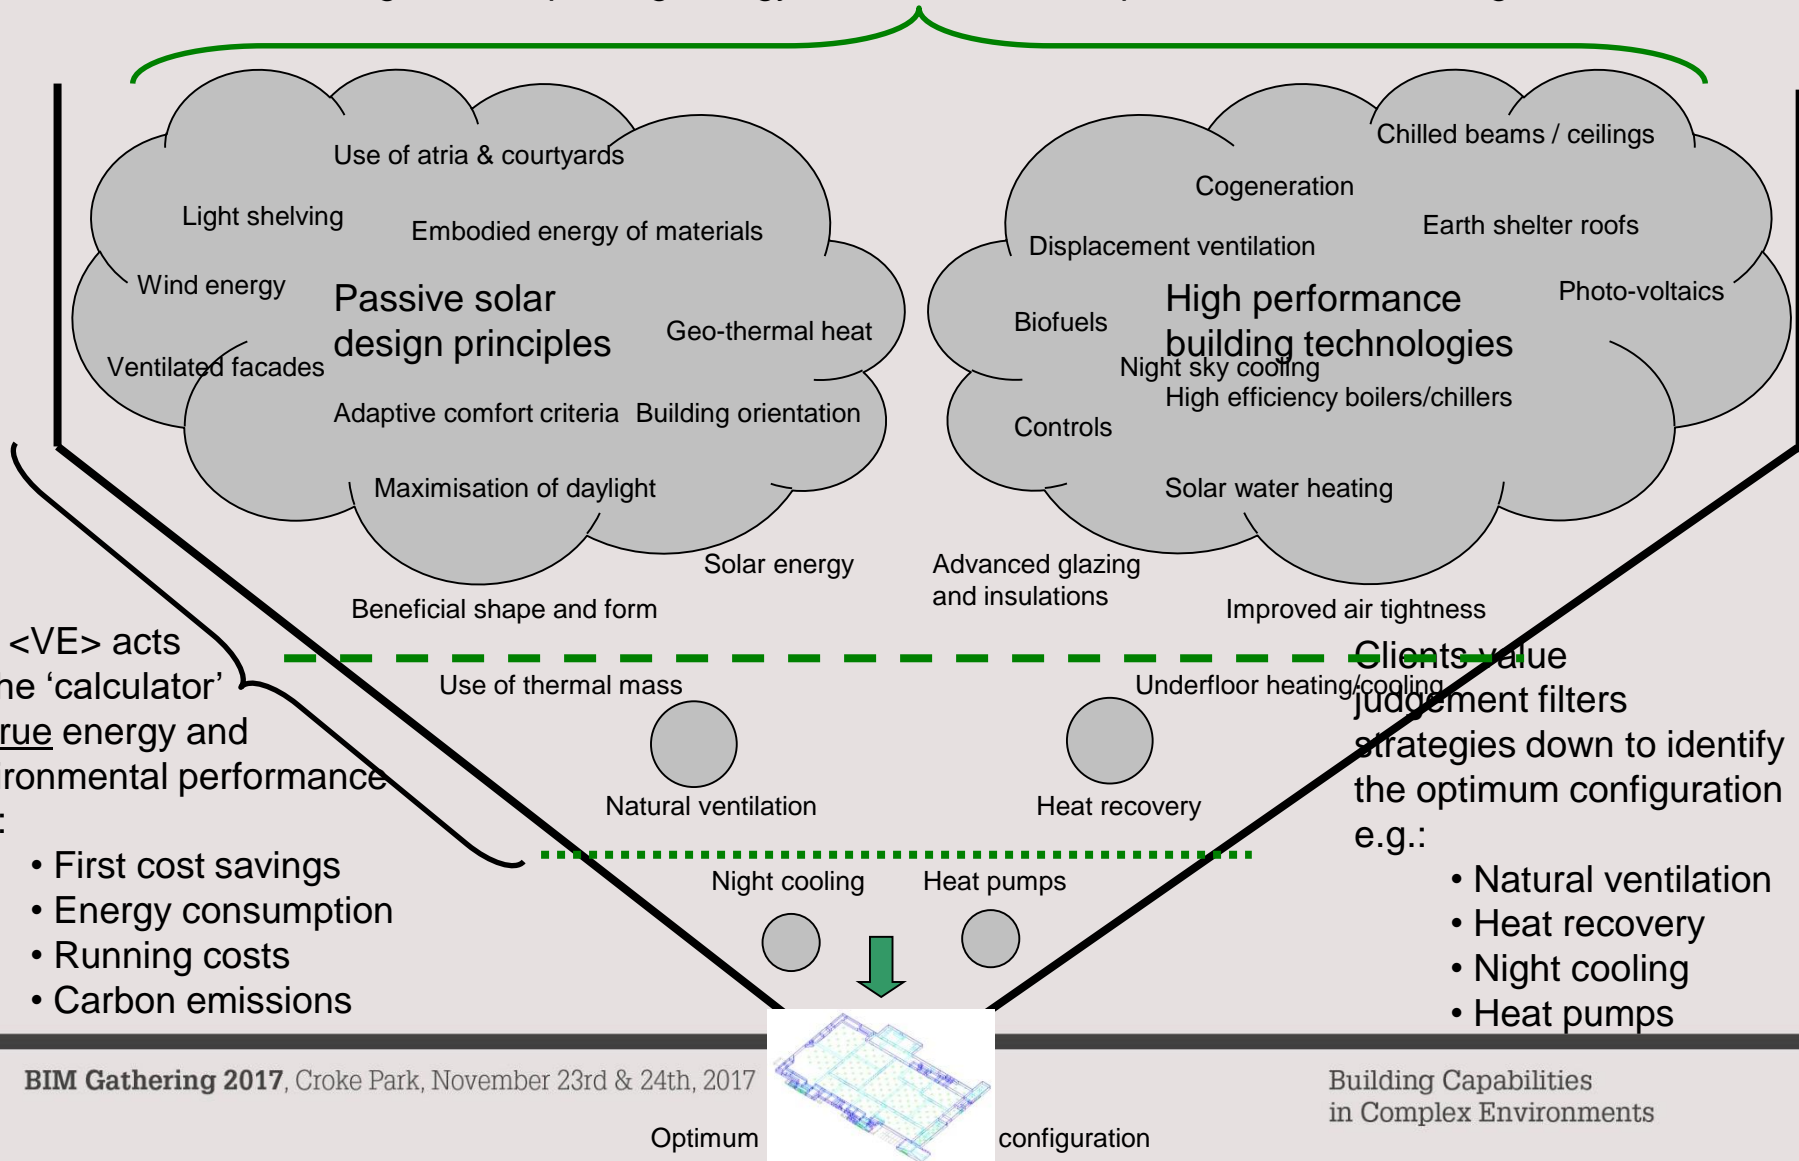 Use of atria & courtyards
Light shelving
Embodied energy of materials
Wind energy
Passive solar
design principles
Geo-thermal heat
Ventilated facades
Adaptive comfort criteria
Building orientation
Maximisation of daylight
Chilled beams / ceilings
Cogeneration
Earth shelter roofs
Displacement ventilation
Photo-voltaics
Biofuels
High performance
building technologies
Night sky cooling
High efficiency boilers/chillers
Controls
Solar water heating
Solar energy
Advanced glazing
and insulations
Beneficial shape and form
Improved air tightness
<VE> acts
he ‘calculator’
rue energy and
ironmental performance
:
• First cost savings
• Energy consumption
• Running costs
• Carbon emissions
Use of thermal mass
Underfloor heating/cooling
Natural ventilation
Heat recovery
Night cooling
Heat pumps
Clients value
judgement filters
strategies down to identify
the optimum configuration
e.g.:
• Natural ventilation
• Heat recovery
• Night cooling
• Heat pumps
BIM Gathering 2017, Croke Park, November 23rd & 24th, 2017
Building Capabilities
in Complex Environments
Optimum configuration